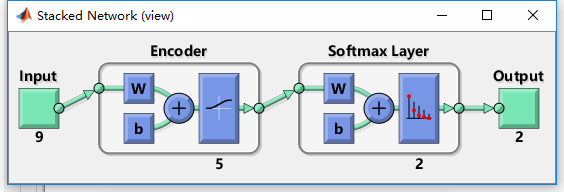 Stacked Network (view)
Encoder
Softmax Layer
Input
Output
W
W
+
+
b
b
9
2
5
2